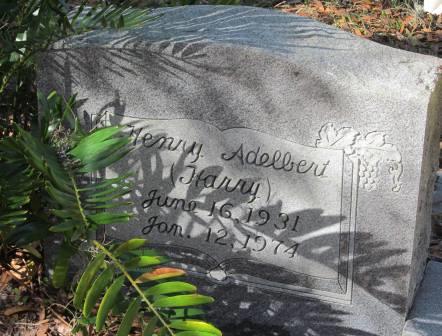 Henry Adelbert
(Harry)
June 16, 1931
Jan. 12, 1974